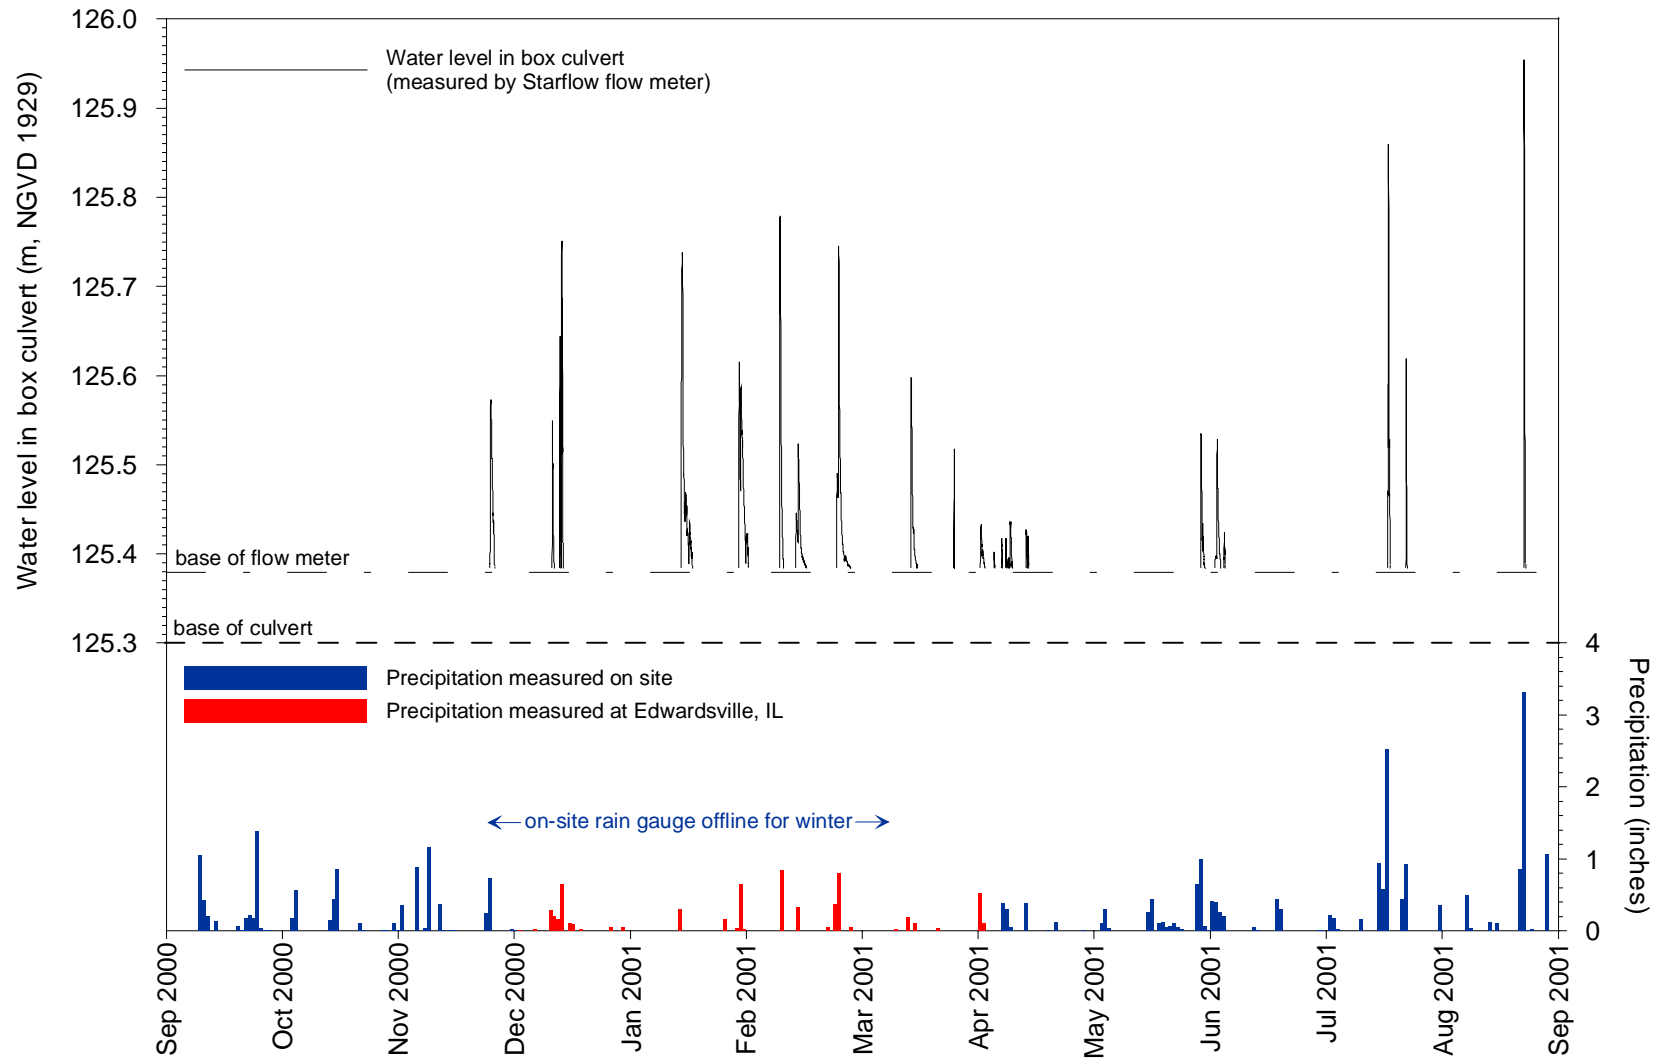 126.0
125.9
125.8
125.7
125.6
125.5
125.4
125.3
Water level in box culvert (m, NGVD 1929)
Water level in box culvert
(measured by Starflow flow meter)
base of flow meter
base of culvert
Precipitation measured on site
Precipitation measured at Edwardsville, IL
on-site rain gauge offline for winter
4
3
2
1
0
Precipitation (inches)
Sep 2000
Oct 2000
Nov 2000
Dec 2000
Jan 2001
Feb 2001
Mar 2001
Apr 2001
May 2001
Jun 2001
Jul 2001
Aug 2001
Sep 2001